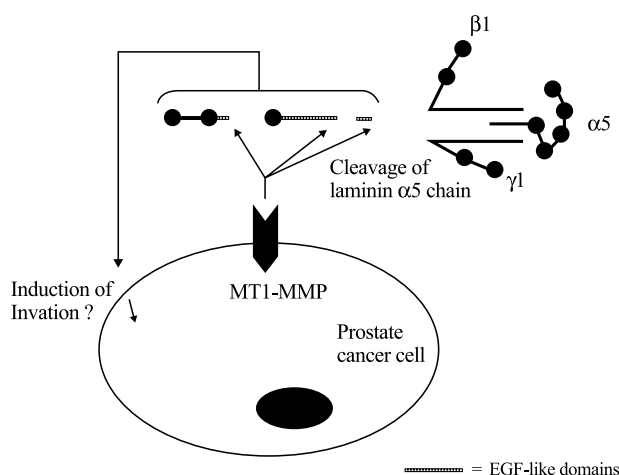 β1
α5
γ1
Cleavage of
laminin α5 chain
MT1-MMP
Induction of
Invation ?
Prostate
cancer cell
= EGF-like domains